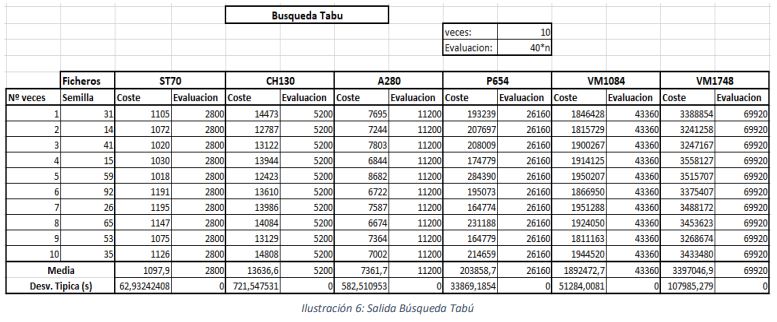 Busqueda Tabu
veces: 10
Evaluacion: 40*n
Ficheros ST70 CH130 A280 P654 VM1084 VM1748
Nº veces Semilla Coste Evaluacion Coste Evaluacion Coste Evaluacion Coste Evaluacion Coste Evaluacion Coste Evaluacion
1 31 1105 2800 14473 5200 7695 11200 193239 26160 1846428 43360 3388854 69920
2 14 1072 2800 12787 5200 7244 11200 207697 26160 1815729 43360 3241258 69920
3 41 1020 2800 13122 5200 7803 11200 208009 26160 1900267 43360 3247167 69920
4 15 1030 2800 13944 5200 6844 11200 174779 26160 1914125 43360 3558127 69920
5 59 1018 2800 12423 5200 8682 11200 284390 26160 1950207 43360 3515707 69920
6 92 1191 2800 13610 5200 6722 11200 195073 26160 1866950 43360 3375407 69920
7 26 1195 2800 13986 5200 7587 11200 164774 26160 1951288 43360 3488172 69920
8 65 1147 2800 14084 5200 6674 11200 231188 26160 1924050 43360 3453623 69920
9 53 1075 2800 13129 5200 7364 11200 164779 26160 1811163 43360 3268674 69920
10 35 1126 2800 14808 5200 7002 11200 214659 26160 1944520 43360 3433480 69920
Media 1097,9 2800 13636,6 5200 7361,7 11200 203858,7 26160 1892472,7 43360 3397046,9 69920
Desv. Tipica (s) 62,93242408 0 721,547531 0 582,510953 0 33869,1854 0 51284,0081 0 107985,279 0
Ilustración 6: Salida Búsqueda Tabú